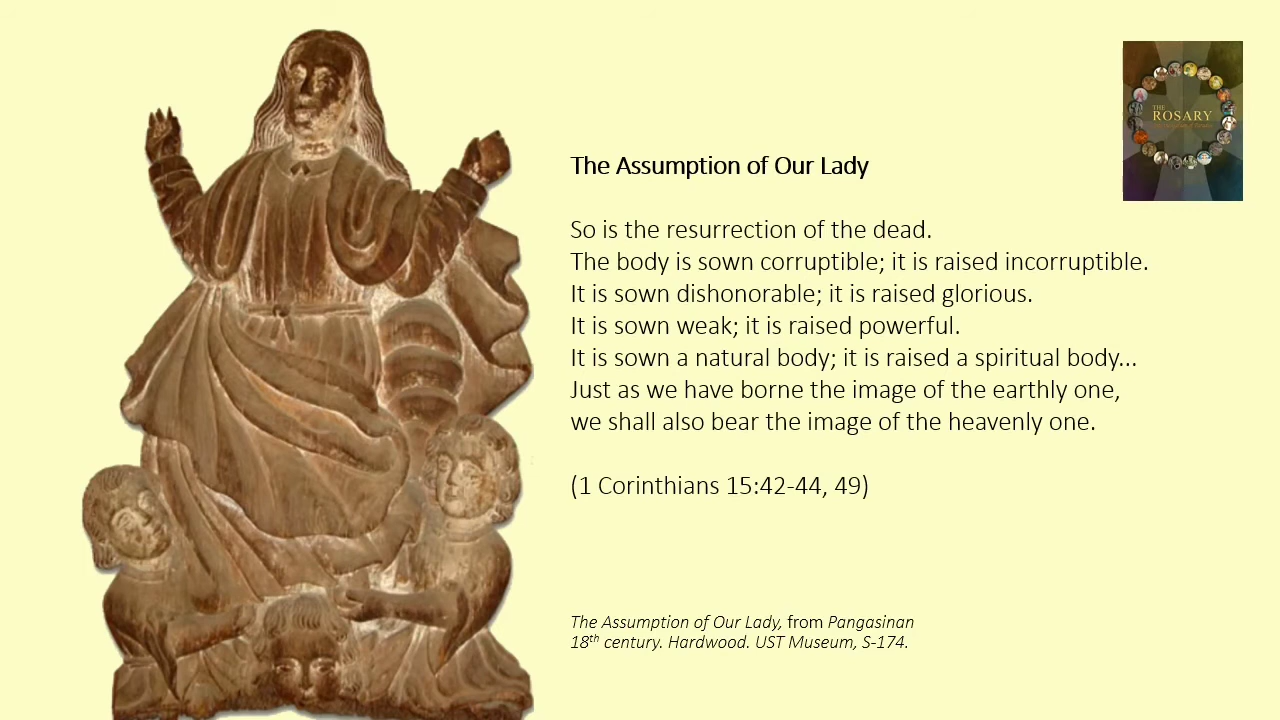 The Assumption of Our Lady
So is the resurrection of the dead.
The body is sown corruptible; it is raised incorruptible.
It is sown dishonorable; it is raised glorious.
It is sown weak; it is raised powerful.
It is sown a natural body; it is raised a spiritual body...
Just as we have borne the image of the earthly one,
we shall also bear the image of the heavenly one.
(1 Corinthians 15:42-44, 49)
The Assumption of Our Lady, from Pangasinan
18th century. Hardwood. UST Museum, S-174.
THE
ROSARY